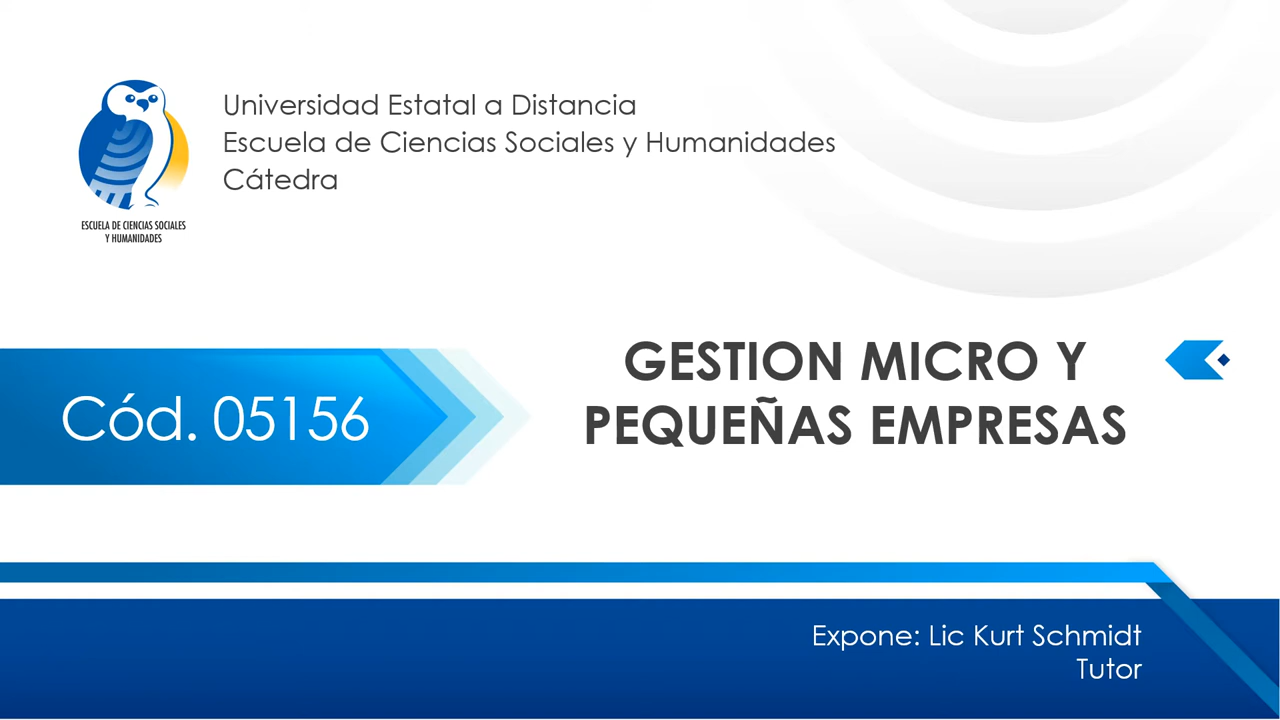 Universidad Estatal a Distancia
Escuela de Ciencias Sociales y Humanidades
Cátedra
ESCUELA DE CIENCIAS SOCIALES
Y HUMANIDADES
Cód. 05156
GESTION MICRO Y
PEQUEÑAS EMPRESAS
Expone: Lic Kurt Schmidt
Tutor